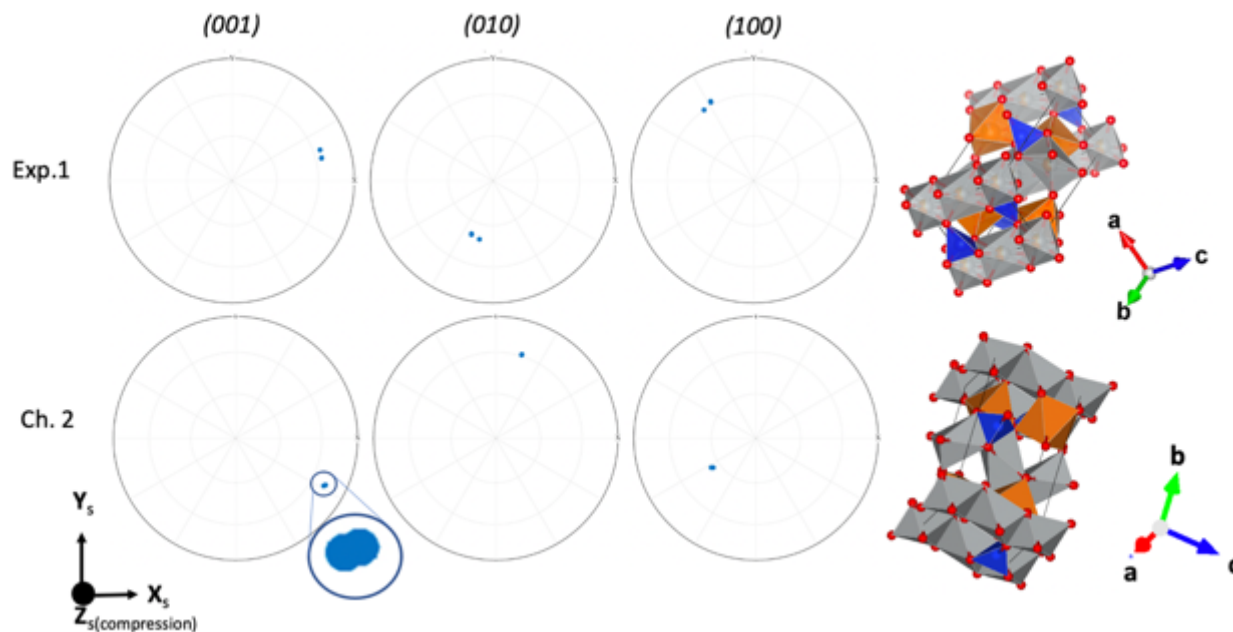 (001) (010) (100)
Exp.1
a
c
b
Ch. 2
b
Ys
a
c
Xs
Zs(compression)